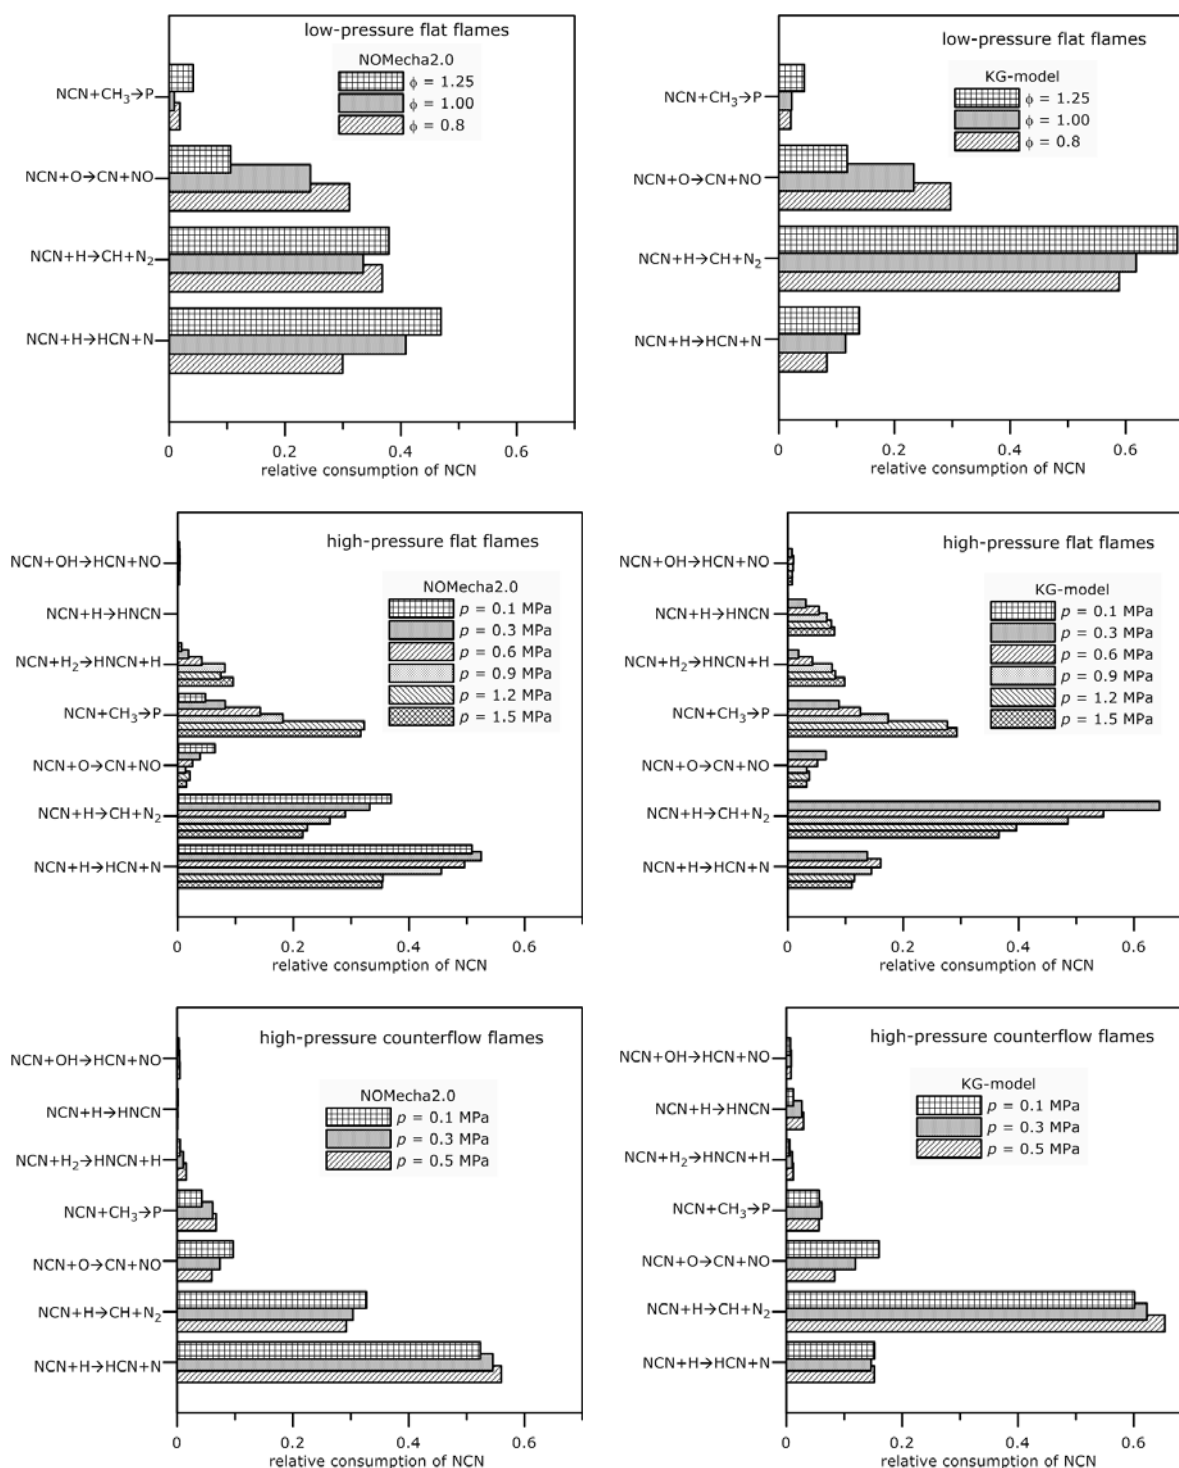 low-pressure flat flames
NOMecha2.0
ϕ = 1.25
ϕ = 1.00
ϕ = 0.8
NCN+CH₃→P
NCN+O→CN+NO
NCN+H→CH+N₂
NCN+H→HCN+N
0 0.2 0.4 0.6
relative consumption of NCN
low-pressure flat flames
KG-model
ϕ = 1.25
ϕ = 1.00
ϕ = 0.8
NCN+CH₃→P
NCN+O→CN+NO
NCN+H→CH+N₂
NCN+H→HCN+N
0 0.2 0.4 0.6
relative consumption of NCN
high-pressure flat flames
NOMecha2.0
p = 0.1 MPa
p = 0.3 MPa
p = 0.6 MPa
p = 0.9 MPa
p = 1.2 MPa
p = 1.5 MPa
NCN+OH→HCN+NO
NCN+H→HNCN
NCN+H₂→HNCN+H
NCN+CH₃→P
NCN+O→CN+NO
NCN+H→CH+N₂
NCN+H→HCN+N
0 0.2 0.4 0.6
relative consumption of NCN
high-pressure flat flames
KG-model
p = 0.1 MPa
p = 0.3 MPa
p = 0.6 MPa
p = 0.9 MPa
p = 1.2 MPa
p = 1.5 MPa
NCN+OH→HCN+NO
NCN+H→HNCN
NCN+H₂→HNCN+H
NCN+CH₃→P
NCN+O→CN+NO
NCN+H→CH+N₂
NCN+H→HCN+N
0 0.2 0.4 0.6
relative consumption of NCN
high-pressure counterflow flames
NOMecha2.0
p = 0.1 MPa
p = 0.3 MPa
p = 0.5 MPa
NCN+OH→HCN+NO
NCN+H→HNCN
NCN+H₂→HNCN+H
NCN+CH₃→P
NCN+O→CN+NO
NCN+H→CH+N₂
NCN+H→HCN+N
0 0.2 0.4 0.6
relative consumption of NCN
high-pressure counterflow flames
KG-model
p = 0.1 MPa
p = 0.3 MPa
p = 0.5 MPa
NCN+OH→HCN+NO
NCN+H→HNCN
NCN+H₂→HNCN+H
NCN+CH₃→P
NCN+O→CN+NO
NCN+H→CH+N₂
NCN+H→HCN+N
0 0.2 0.4 0.6
relative consumption of NCN